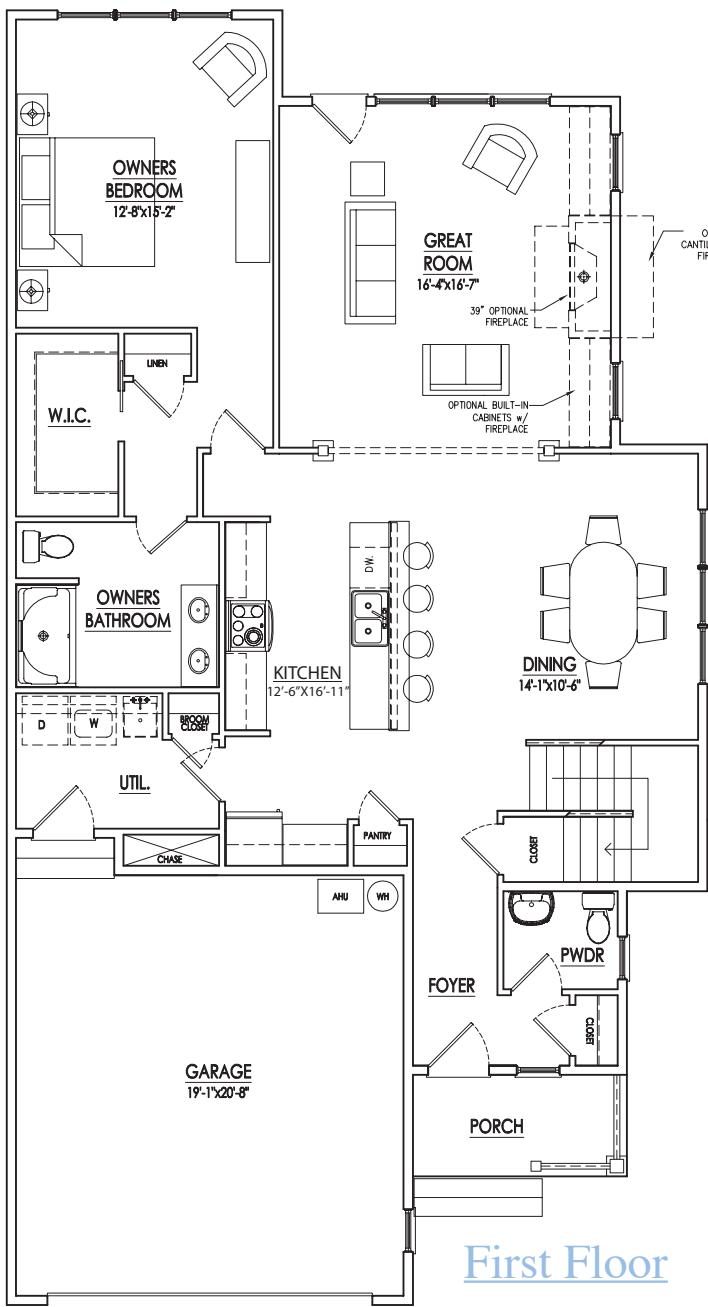 OWNERS
BEDROOM
12'-8"x15'-2"
GREAT
ROOM
16'-4"x16'-7"
O
CANTIL
FIR
39" OPTIONAL
FIREPLACE
LINEN
W.I.C.
OPTIONAL BUILT-IN
CABINETS w/
FIREPLACE
DW.
OWNERS
BATHROOM
KITCHEN
12'-6"X16'-11"
DINING
14'-1"x10'-6"
D
W
BROOM
CLOSET
UTIL.
PANTRY
CLOSET
CHASE
AHU
WH
PWDR
FOYER
CLOSET
GARAGE
19'-1"x20'-8"
PORCH
First Floor